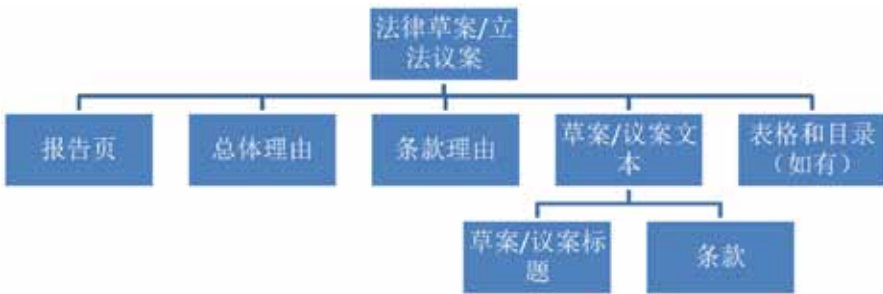 法律草案/立
法议案
报告页
总体理由
条款理由
草案/议案文
本
表格和目录
（如有）
草案/议案标
题
条款